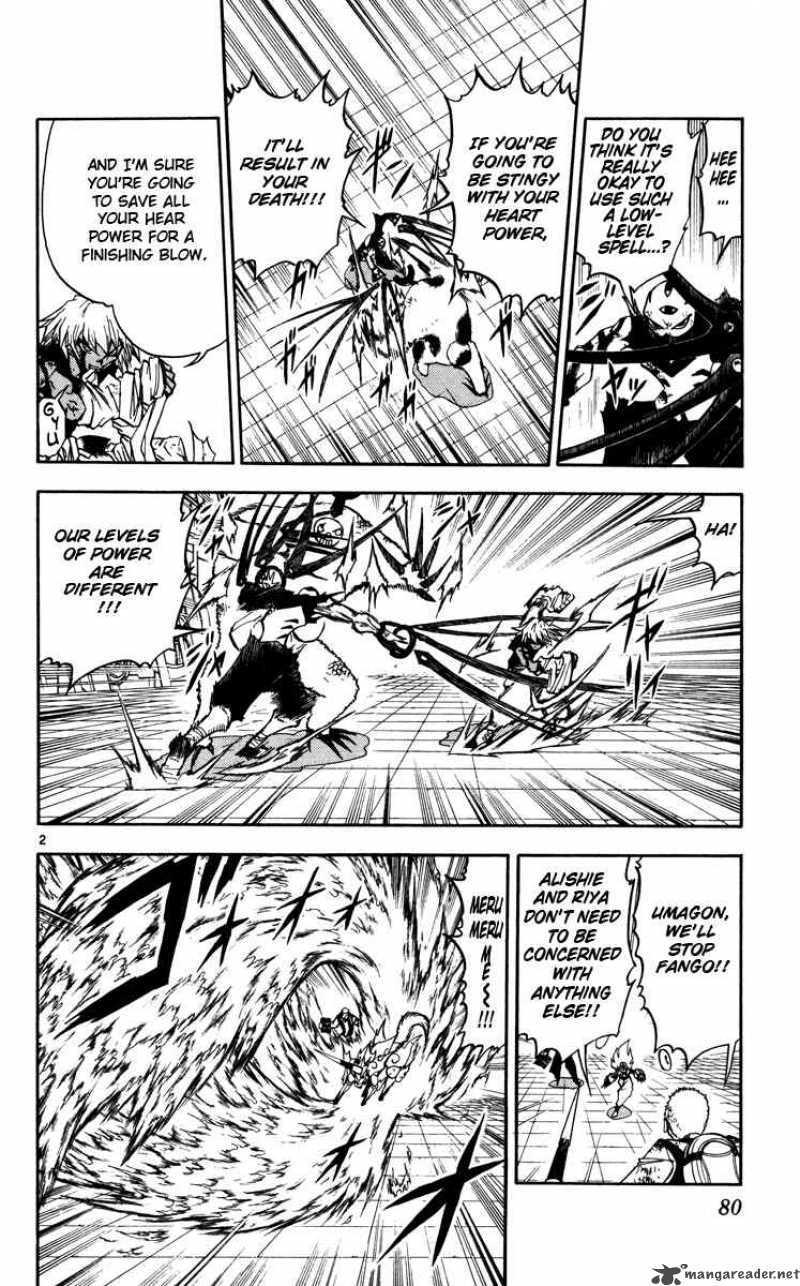 HEE
HEE
...
DO YOU
THINK IT'S
REALLY
OKAY TO
USE SUCH
A LOW-
LEVEL
SPELL...?
IF YOU'RE
GOING TO
BE STINGY
WITH YOUR
HEART
POWER,
IT'LL
RESULT IN
YOUR
DEATH!!!
AND I'M SURE
YOU'RE GOING
TO SAVE ALL
YOUR HEAR
POWER FOR A
FINISHING BLOW.
GYU
HA!
OUR LEVELS
OF POWER
ARE
DIFFERENT
!!!
2
UMAGON,
WE'LL
STOP
FANGO!!
ALISHIE
AND RIYA
DON'T NEED
TO BE
CONCERNED
WITH
ANYTHING
ELSE!!
MERU
MERU
ME~
!!!
80
mangareader.net